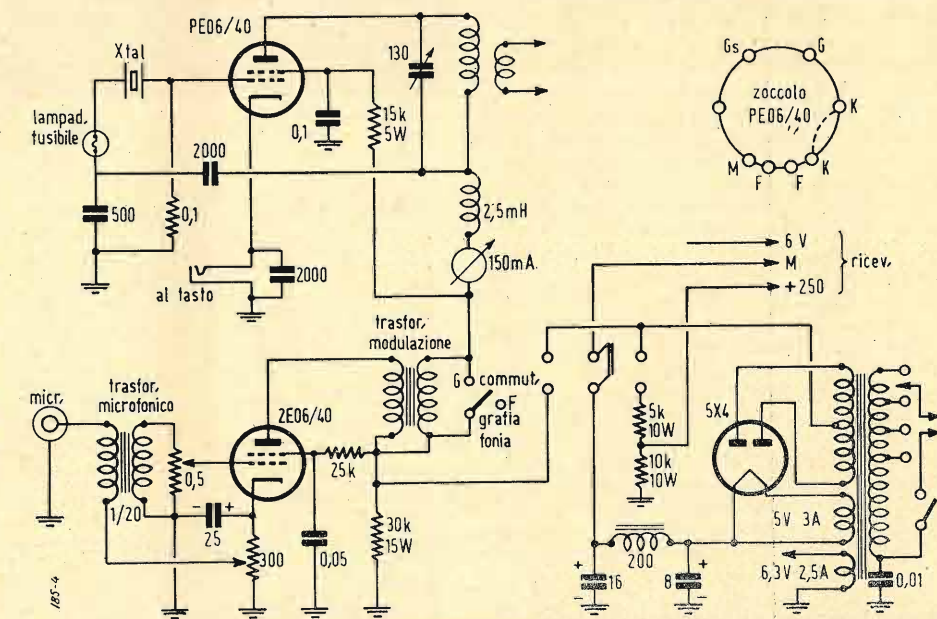 PE06/40
Xtal
lampad.
fusibile
130
0,1
15k
5W
2000
500
0,1
2,5mH
150mA.
2000
al tasto
Gs
G
zoccolo
PE06/40
K
M
F
F
K
6 V
M
+250
ricev.
trasfor.
modulazione
G
commut.
F
grafia
fonia
micr.
trasfor.
microfonico
2E06/40
0,5
1/20
25
300
25k
0,05
30k
15W
5k
10W
10k
10W
5X4
5V 3A
6,3V 2,5A
200
16
8
0,01
185-4